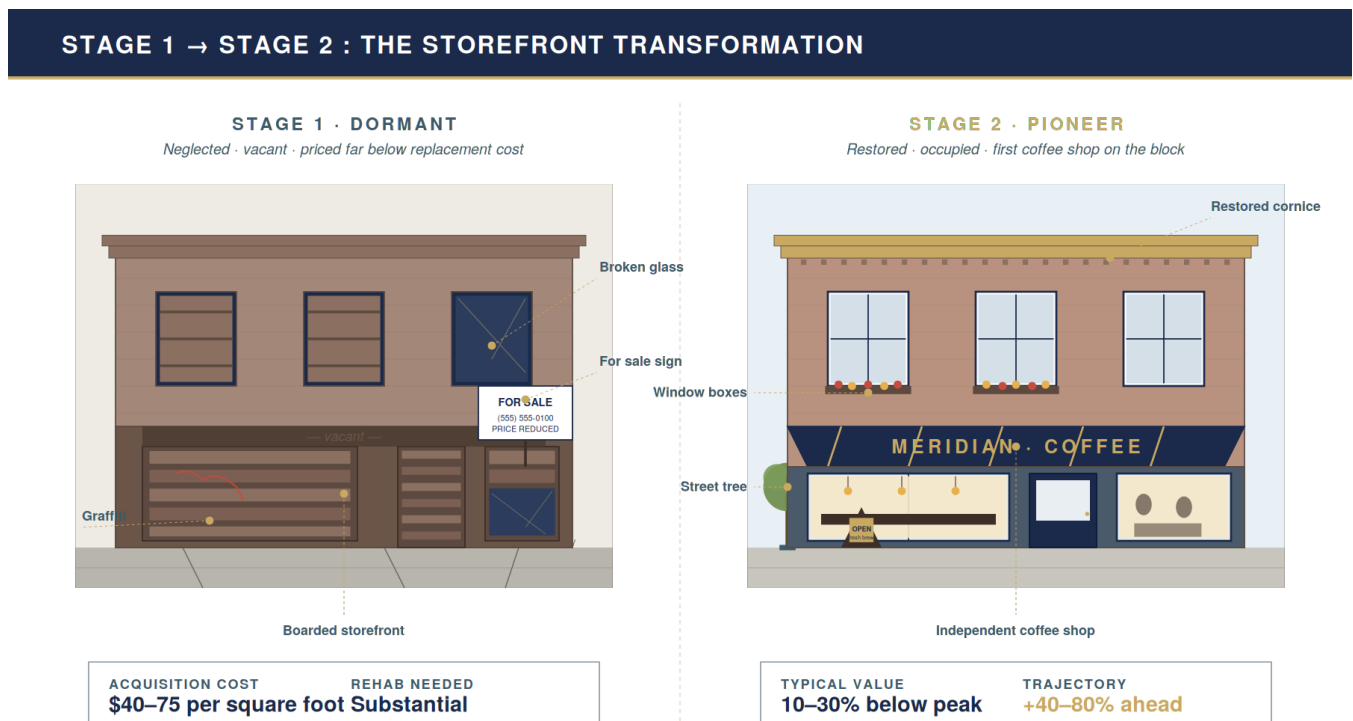 STAGE 1 → STAGE 2 : THE STOREFRONT TRANSFORMATION
STAGE 1 · DORMANT
Neglected · vacant · priced far below replacement cost
Broken glass
For sale sign
FOR SALE
(555) 555-0100
PRICE REDUCED
— vacant —
Graffiti
Boarded storefront
ACQUISITION COST
$40–75 per square foot
REHAB NEEDED
Substantial
STAGE 2 · PIONEER
Restored · occupied · first coffee shop on the block
Restored cornice
Window boxes
MERIDIAN · COFFEE
Street tree
OPEN
fresh brew
Independent coffee shop
TYPICAL VALUE
10–30% below peak
TRAJECTORY
+40–80% ahead